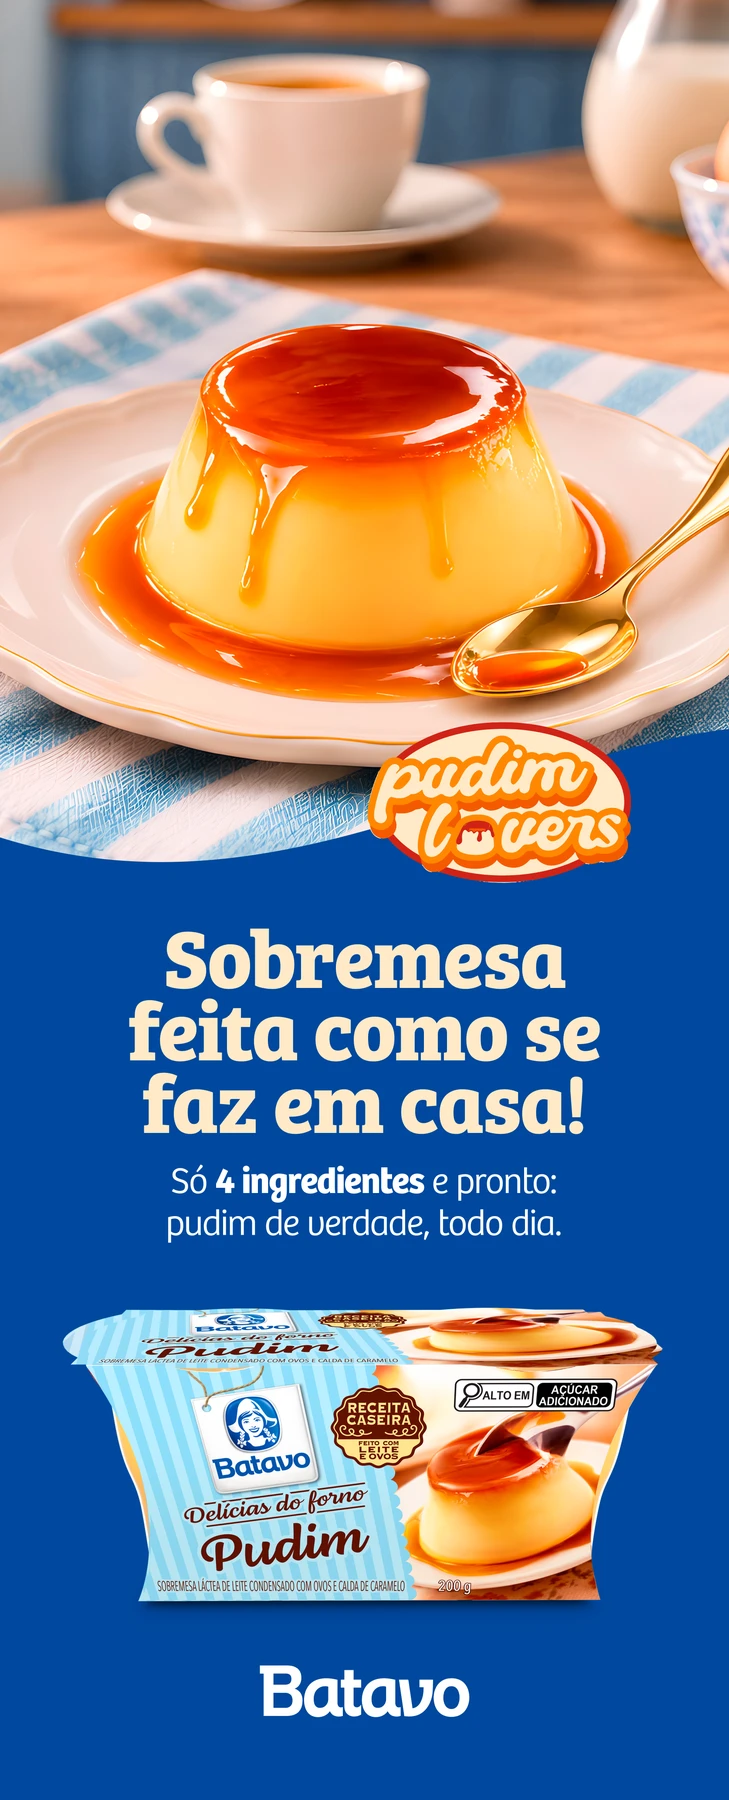 pudim
lovers
Sobremesa
feita como se
faz em casa!
Só 4 ingredientes e pronto:
pudim de verdade, todo dia.
Batavo
RECEITA
CASEIRA
LEITE
Delícias do forno
Pudim
SOBREMESA LÁCTEA DE LEITE CONDENSADO COM OVOS E CALDA DE CARAMELO
ALTO EM
AÇÚCAR
ADICIONADO
RECEITA
CASEIRA
FEITO COM
LEITE
E OVOS
Batavo
Delícias do forno
Pudim
SOBREMESA LÁCTEA DE LEITE CONDENSADO COM OVOS E CALDA DE CARAMELO
200 g
Batavo